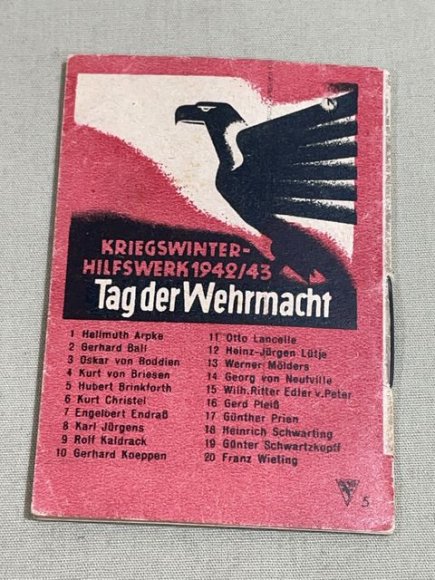 KRIEGSWINTER-
HILFSWERK 1942/43
Tag der Wehrmacht
1 Hellmuth Arpke
2 Gerhard Ball
3 Oskar von Boddien
4 Kurt von Briesen
5 Hubert Brinkforth
6 Kurt Christel
7 Engelbert Endraß
8 Karl Jürgens
9 Rolf Kaldrack
10 Gerhard Koeppen
11 Otto Lancelle
12 Heinz-Jürgen Lütje
13 Werner Mölders
14 Georg von Neufville
15 Wilh. Ritter Edler v. Peter
16 Gerd Pleiß
17 Günther Prien
18 Heinrich Schwarting
19 Günter Schwartzkopff
20 Franz Wieting
5